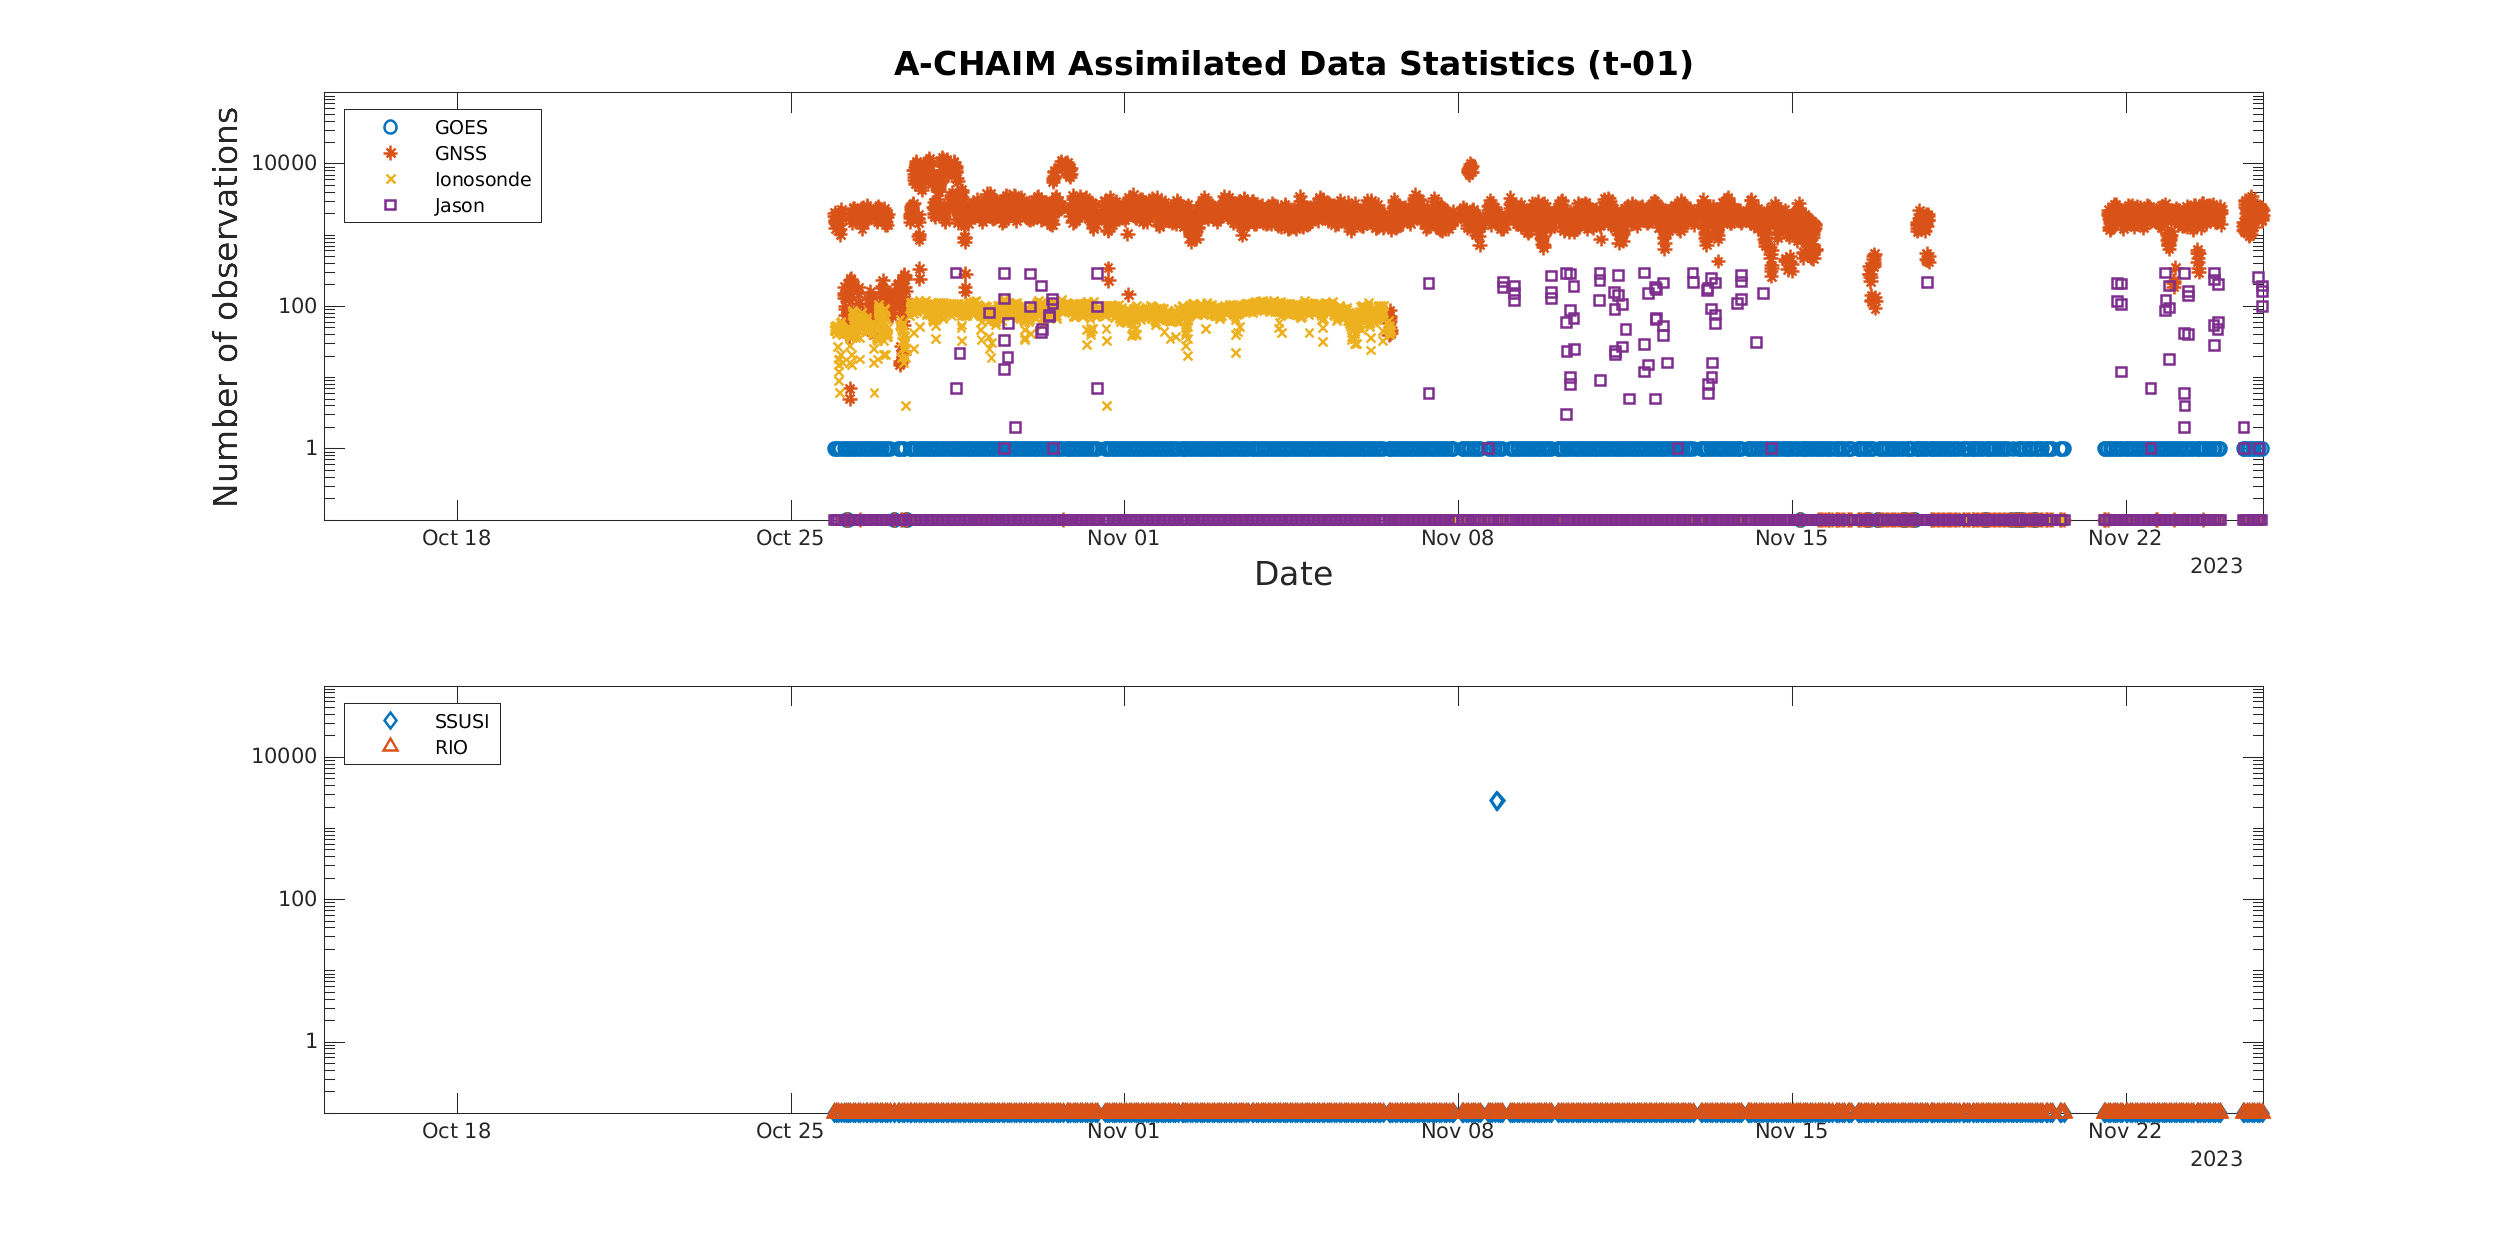 A-CHAIM Assimilated Data Statistics (t-01)
Number of observations
10000
100
1
GOES
GNSS
Ionosonde
Jason
Oct 18
Oct 25
Nov 01
Nov 08
Nov 15
Nov 22
2023
Date
10000
100
1
SSUSI
RIO
Oct 18
Oct 25
Nov 01
Nov 08
Nov 15
Nov 22
2023